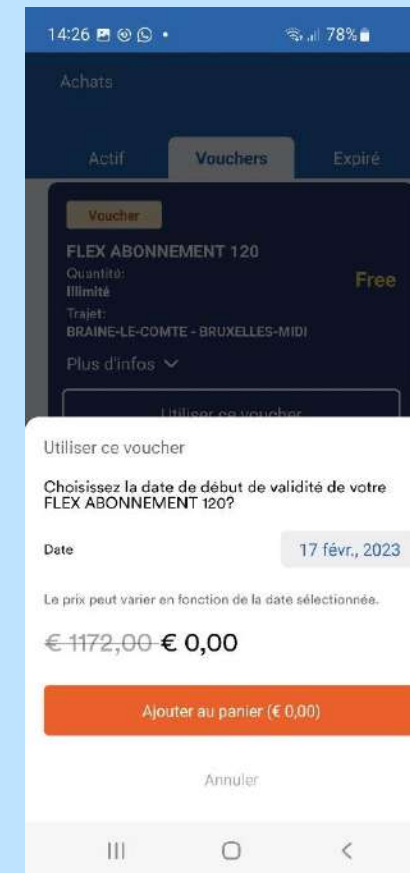 14:26 78%
Achats
Actif Vouchers Expiré
Voucher
FLEX ABONNEMENT 120
Quantité:
Illimité
Free
Trajet:
BRAINE-LE-COMTE - BRUXELLES-MIDI
Plus d'infos
Utiliser ce voucher
Utiliser ce voucher
Choisissez la date de début de validité de votre
FLEX ABONNEMENT 120?
Date 17 févr., 2023
Le prix peut varier en fonction de la date sélectionnée.
€ 1172,00 € 0,00
Ajouter au panier (€ 0,00)
Annuler